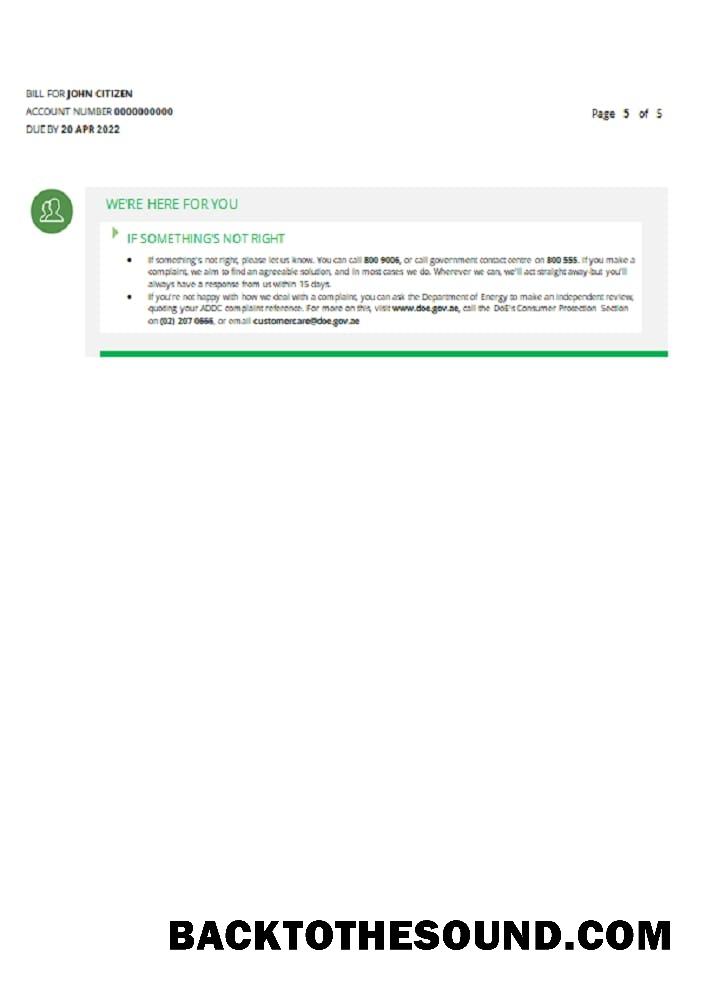 BILL FOR JOHN CITIZEN
ACCOUNT NUMBER 0000000000
DUE BY 20 APR 2022
Page 5 of 5
WE'RE HERE FOR YOU
IF SOMETHING'S NOT RIGHT
• If something's not right, please let us know. You can call 800 9006, or call government contact centre on 800 555. If you make a
complaint, we aim to find an agreeable solution, and in most cases we do. Wherever we can, we'll act straight away-but you'll
always have a response from us within 15 days.
• If you're not happy with how we deal with a complaint, you can ask the Department of Energy to make an independent review,
quoting your ADDC complaint reference. For more on this, visit www.doe.gov.ae, call the DoE's Consumer Protection Section
on (02) 207 0555, or email customercare@doe.gov.ae
BACKTOTHESOUND.COM